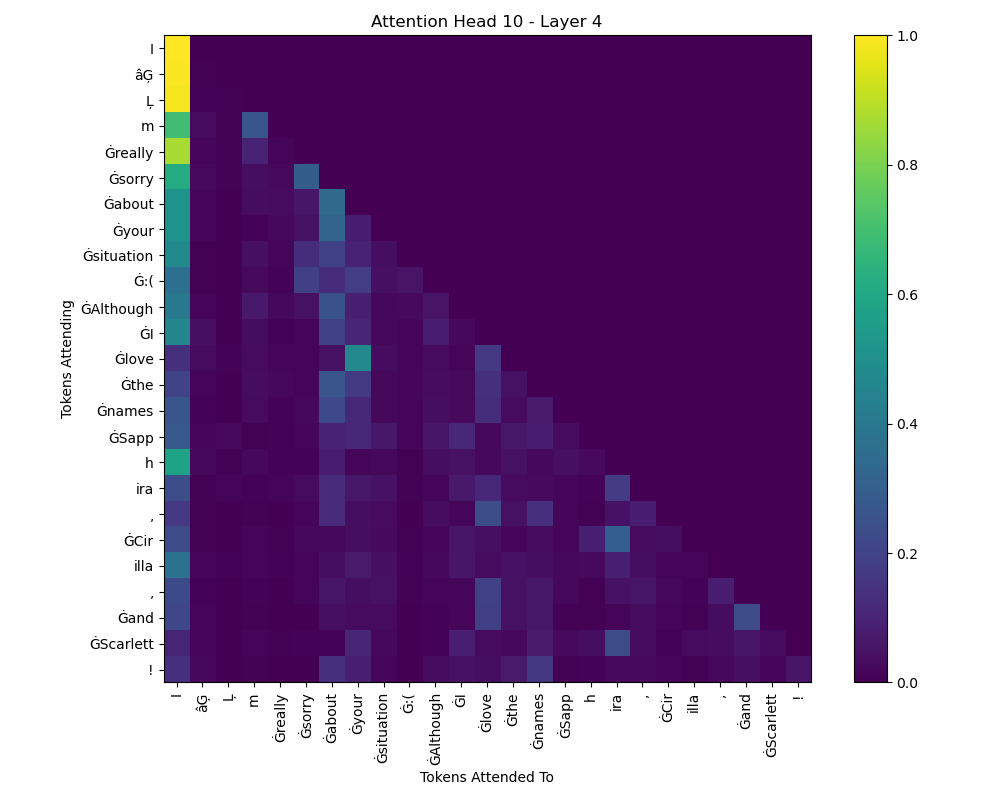 Attention Head 10 - Layer 4
Tokens Attending
I
âĢ
Ļ
m
Ġreally
Ġsorry
Ġabout
Ġyour
Ġsituation
Ġ:(
ĠAlthough
ĠI
Ġlove
Ġthe
Ġnames
ĠSapp
h
ira
,
ĠCir
illa
,
Ġand
ĠScarlett
!
I
âĢ
Ļ
m
Ġreally
Ġsorry
Ġabout
Ġyour
Ġsituation
Ġ:(
ĠAlthough
ĠI
Ġlove
Ġthe
Ġnames
ĠSapp
h
ira
,
ĠCir
illa
,
Ġand
ĠScarlett
!
Tokens Attended To
1.0
0.8
0.6
0.4
0.2
0.0